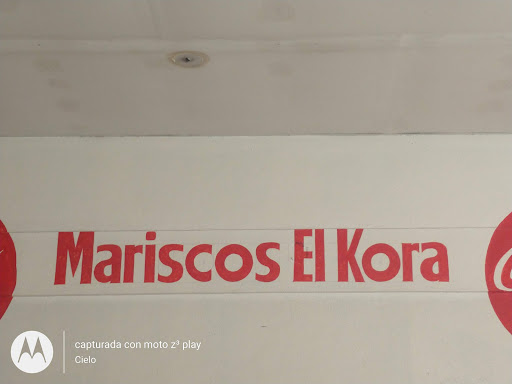 Mariscos El Kora
capturada con moto z³ play
Cielo